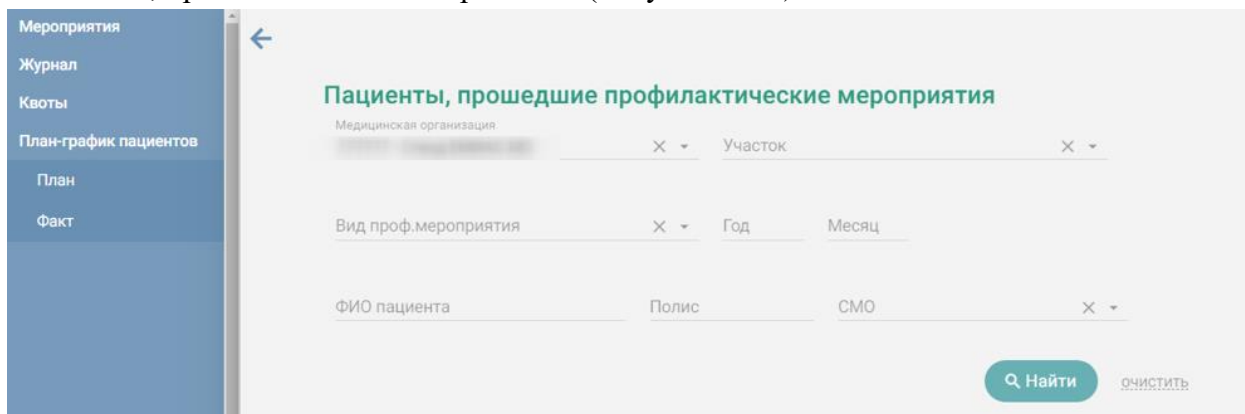 Мероприятия
Журнал
Квоты
План-график пациентов
План
Факт
Пациенты, прошедшие профилактические мероприятия
Медицинская организация
Участок
Вид проф.мероприятия
Год
Месяц
ФИО пациента
Полис
СМО
Найти
очистить